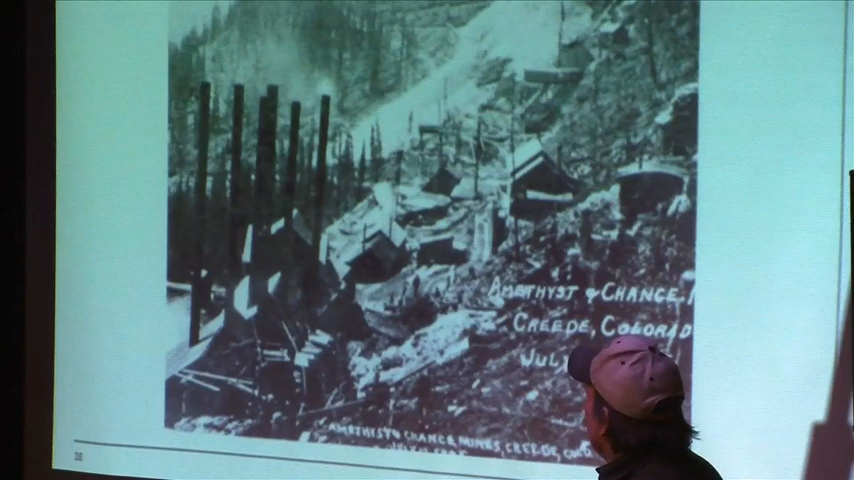 AMETHYST & CHANCE
CREEDE, COLORAD
JUL
AMETHYST & CHANCE MINES, CREEDE, COLO
38